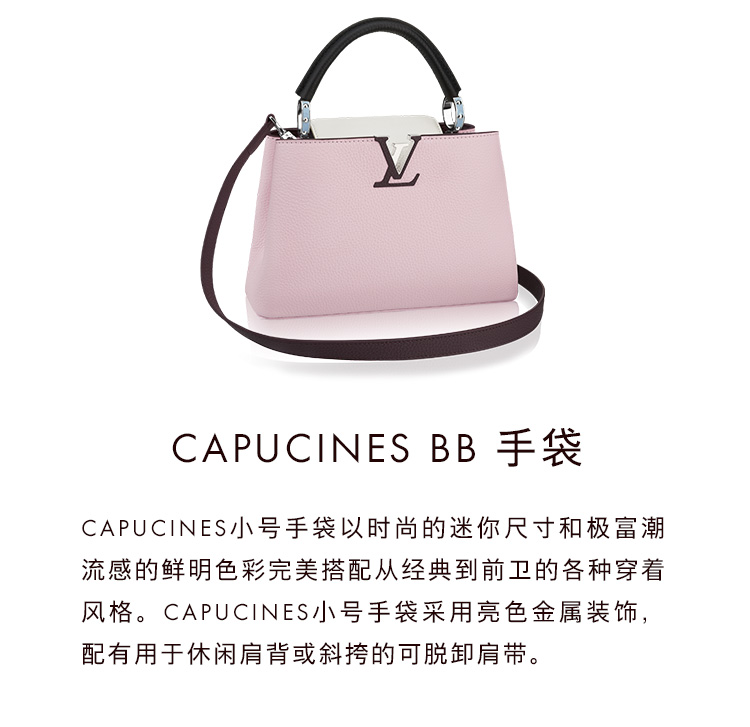 LV
CAPUCINES BB 手袋
CAPUCINES小号手袋以时尚的迷你尺寸和极富潮
流感的鲜明色彩完美搭配从经典到前卫的各种穿着
风格。CAPUCINES小号手袋采用亮色金属装饰，
配有用于休闲肩背或斜挎的可脱卸肩带。